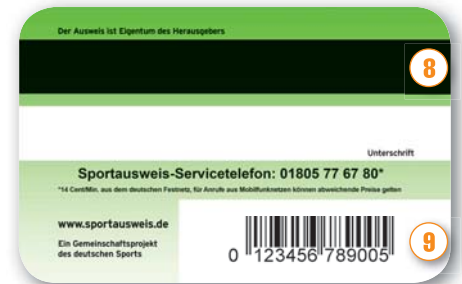 Der Ausweis ist Eigentum des Herausgebers
8
Unterschrift
Sportausweis-Servicetelefon: 01805 77 67 80*
*14 Cent/Min. aus dem deutschen Festnetz, für Anrufe aus Mobilfunknetzen können abweichende Preise gelten
www.sportausweis.de
Ein Gemeinschaftsprojekt
des deutschen Sports
0 123456 789005
9